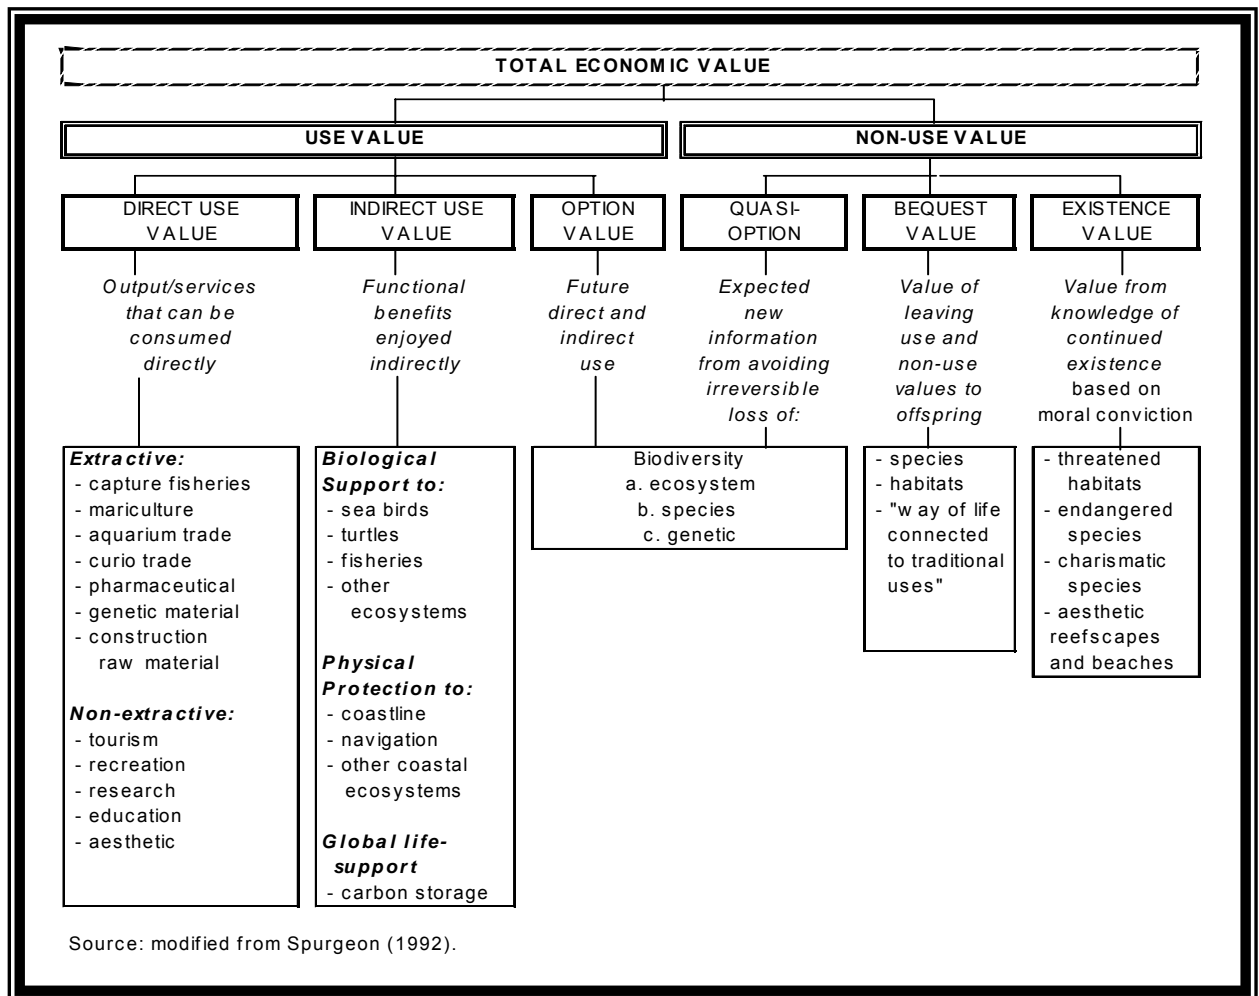 TOTAL ECONOMIC VALUE
USE VALUE
NON-USE VALUE
DIRECT USE
VALUE
INDIRECT USE
VALUE
OPTION
VALUE
QUASI-
OPTION
BEQUEST
VALUE
EXISTENCE
VALUE
Output/services
that can be
consumed
directly
Functional
benefits
enjoyed
indirectly
Future
direct and
indirect
use
Expected
new
information
from avoiding
irreversible
loss of:
Value of
leaving
use and
non-use
values to
offspring
Value from
knowledge of
continued
existence
based on
moral conviction
Extractive:
- capture fisheries
- mariculture
- aquarium trade
- curio trade
- pharmaceutical
- genetic material
- construction
raw material
Non-extractive:
- tourism
- recreation
- research
- education
- aesthetic
Biological
Support to:
- sea birds
- turtles
- fisheries
- other
ecosystems
Physical
Protection to:
- coastline
- navigation
- other coastal
ecosystems
Global life-
support
- carbon storage
Biodiversity
a. ecosystem
b. species
c. genetic
- species
- habitats
- "way of life
connected
to traditional
uses"
- threatened
habitats
- endangered
species
- charismatic
species
- aesthetic
reefscapes
and beaches
Source: modified from Spurgeon (1992).